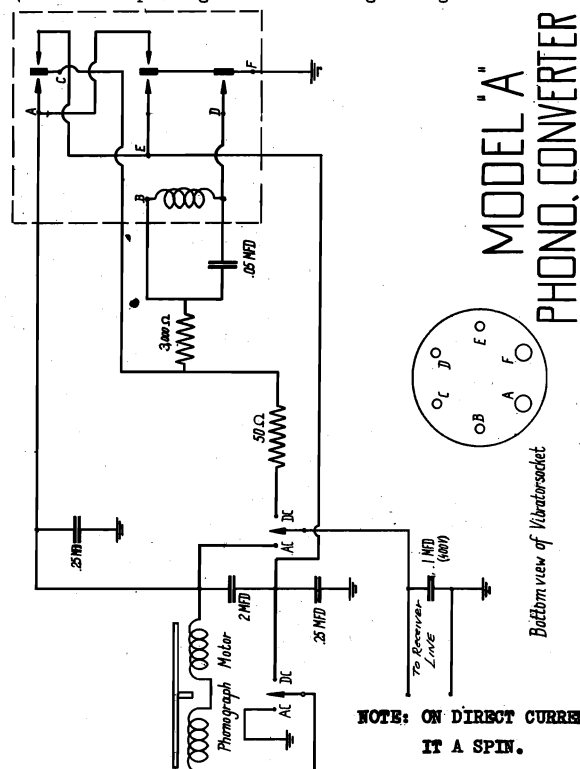 C
F
A
E
D
B
.05 MFD
3,000 Ω
50 Ω
.25 MFD
DC
AC
2 MFD
.25 MFD
Phonograph Motor
DC
AC
.1 MFD
(400V)
To Receiver
LINE
MODEL "A"
PHONO. CONVERTER
C
D
B
E
A
F
Bottom view of Vibratorsocket
NOTE: ON DIRECT
IT A SPIN.